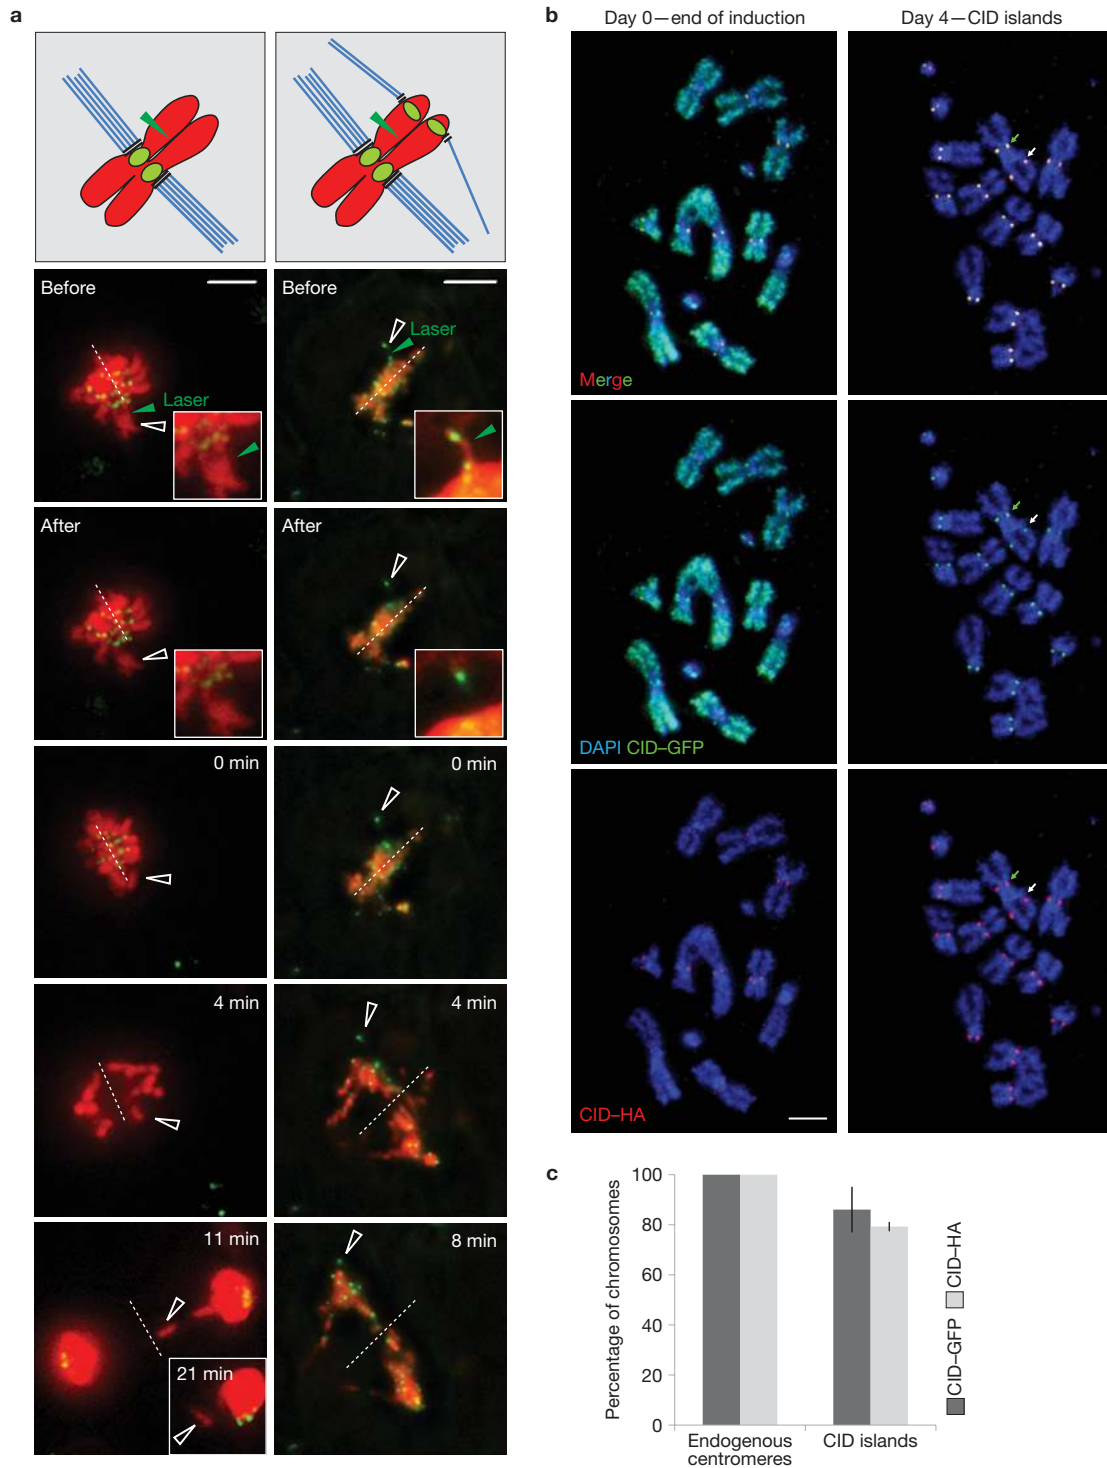 a
Before
Laser
Before
Laser
After
After
0 min
0 min
4 min
4 min
11 min
21 min
8 min
b
Day 0—end of induction
Day 4—CID islands
Merge
DAPI CID–GFP
CID–HA
c
Percentage of chromosomes
100
80
60
40
20
0
Endogenous
centromeres
CID islands
CID–GFP
CID–HA